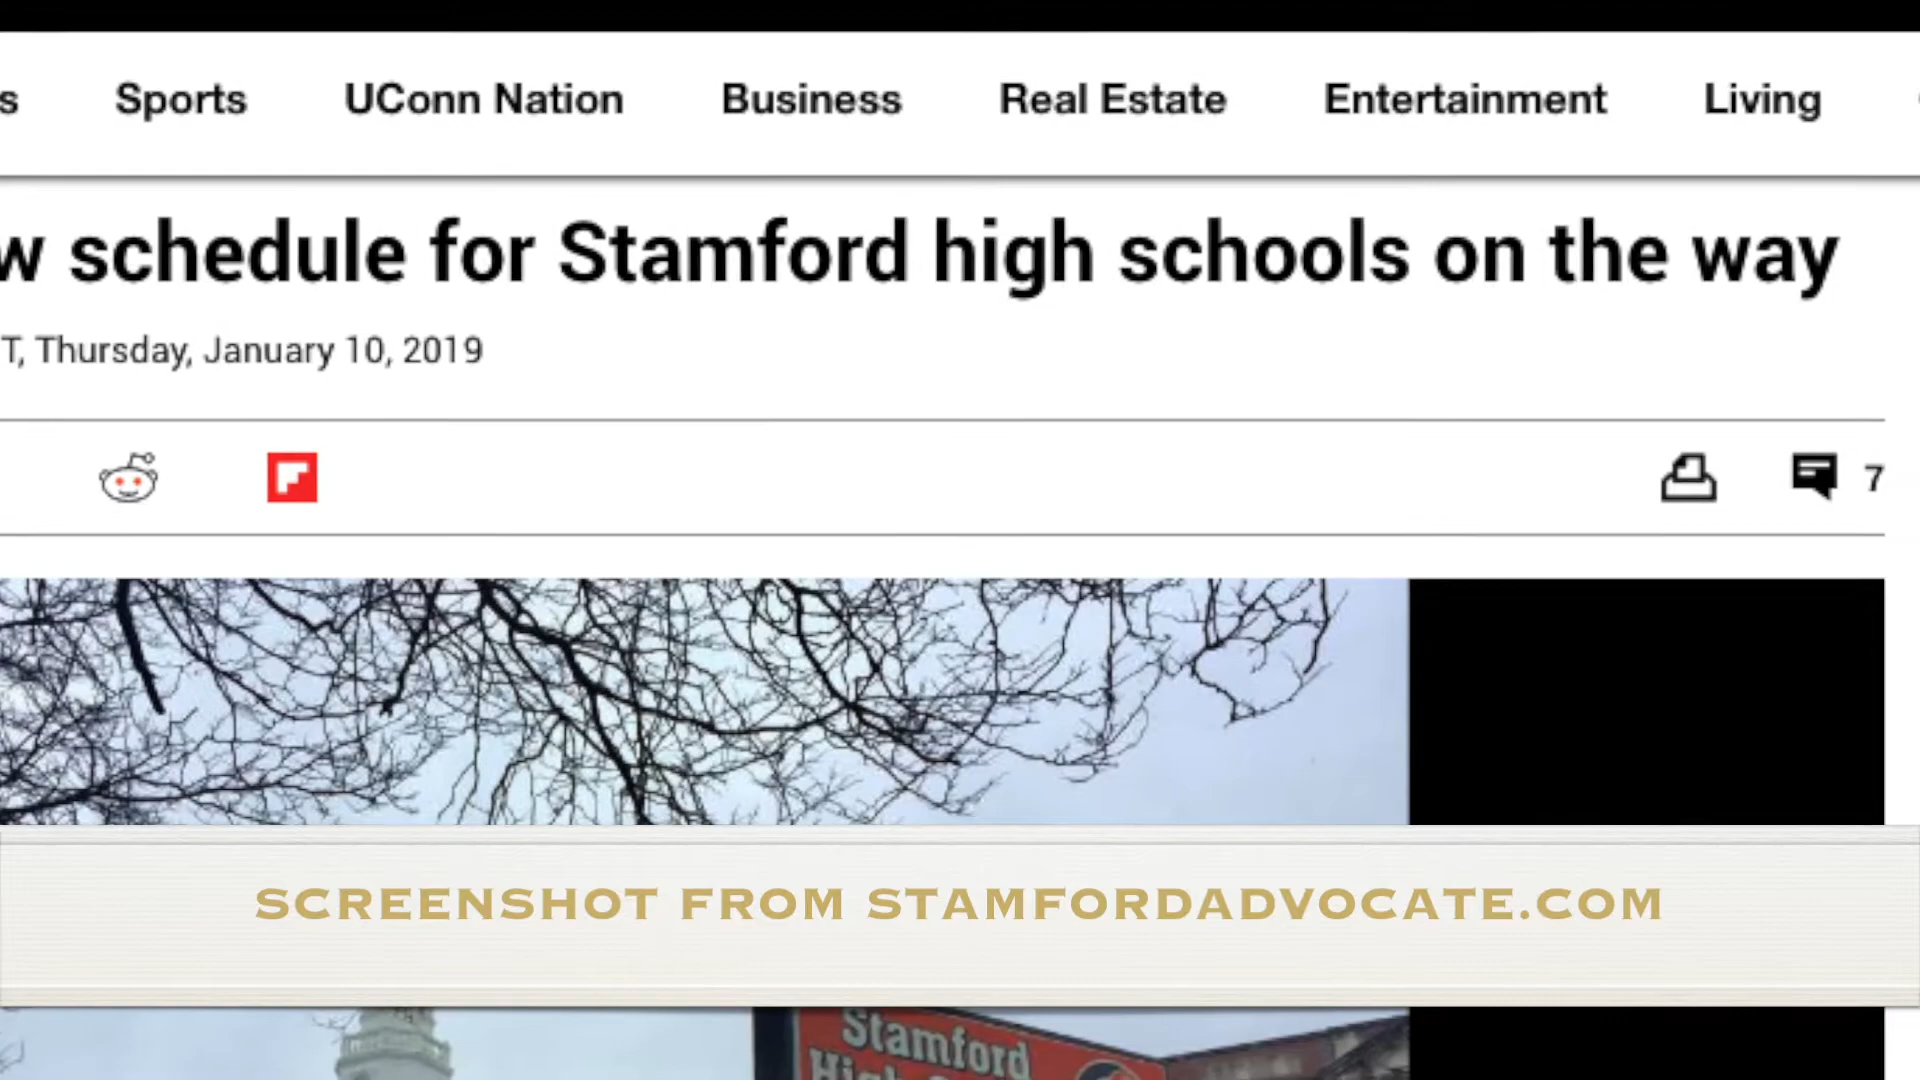 s Sports UConn Nation Business Real Estate Entertainment Living
w schedule for Stamford high schools on the way
T, Thursday, January 10, 2019
7
SCREENSHOT FROM STAMFORDADVOCATE.COM
Stamford